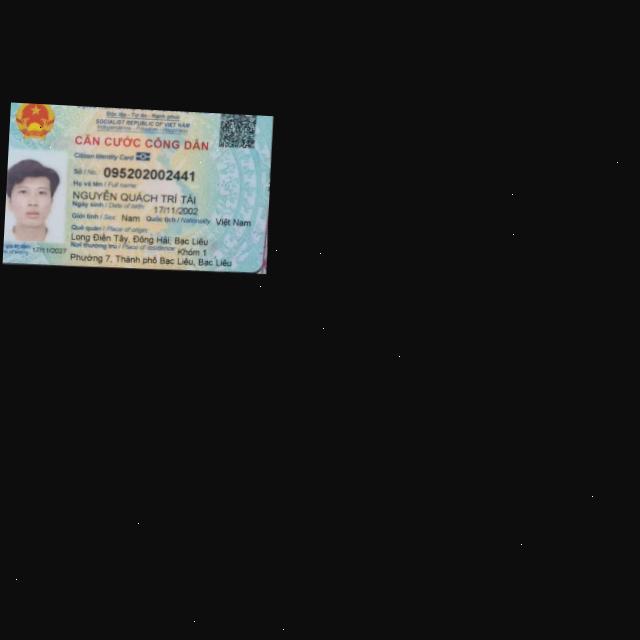 Độc lập - Tự do - Hạnh phúc
SOCIALIST REPUBLIC OF VIET NAM
Independence - Freedom - Happiness
CĂN CƯỚC CÔNG DÂN
Citizen Identity Card
Số / No.: 095202002441
Họ và tên / Full name:
NGUYỄN QUÁCH TRÍ TÀI
Ngày sinh / Date of birth: 17/11/2002
Giới tính / Sex: Nam Quốc tịch / Nationality: Việt Nam
Quê quán / Place of origin:
Long Điền Tây, Đông Hải, Bạc Liêu
Nơi thường trú / Place of residence: Khóm 1
Phường 7, Thành phố Bạc Liêu, Bạc Liêu
17/11/2027